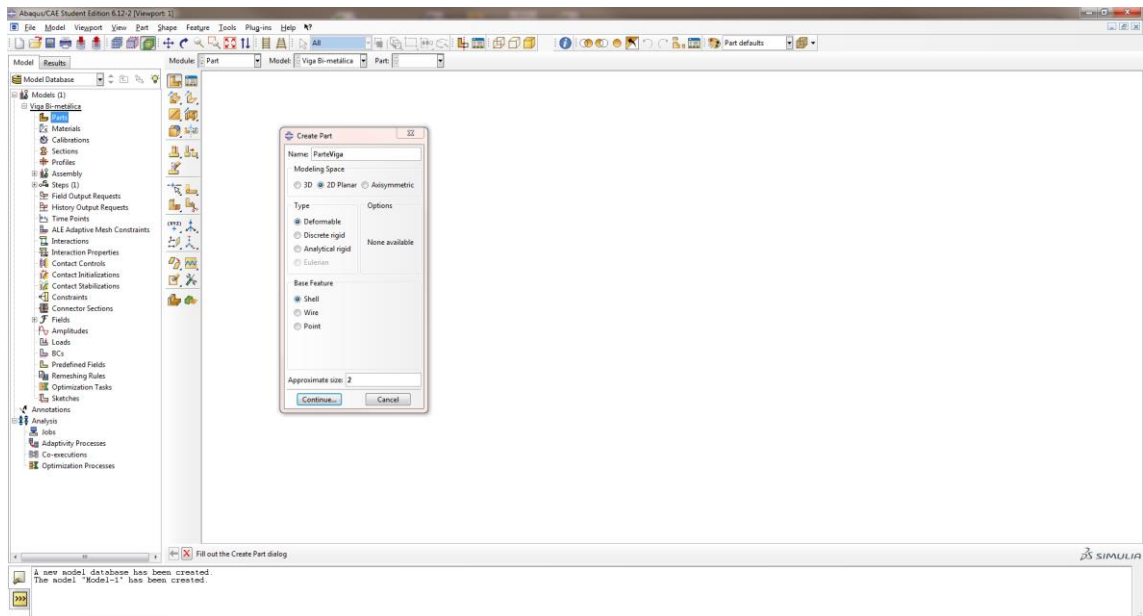 Abaqus/CAE Student Edition 6.12-2 [Viewport: 1]
File Model Viewport View Part Shape Feature Tools Plug-ins Help
All
Part defaults
Model Results
Module: Part Model: Viga Bi-metálica Part:
Model Database
Models (1)
Viga Bi-metálica
Parts
Materials
Calibrations
Sections
Profiles
Assembly
Steps (1)
Field Output Requests
History Output Requests
Time Points
ALE Adaptive Mesh Constraints
Interactions
Interaction Properties
Contact Controls
Contact Initializations
Contact Stabilizations
Constraints
Connector Sections
Fields
Amplitudes
Loads
BCs
Predefined Fields
Remeshing Rules
Optimization Tasks
Sketches
Annotations
Analysis
Jobs
Adaptivity Processes
Co-executions
Optimization Processes
Create Part
Name: ParteViga
Modeling Space
3D 2D Planar Axisymmetric
Type Options
Deformable
Discrete rigid
None available
Analytical rigid
Eulerian
Base Feature
Shell
Wire
Point
Approximate size: 2
Continue... Cancel
Fill out the Create Part dialog
SIMULIA
A new model database has been created.
The model "Model-1" has been created.